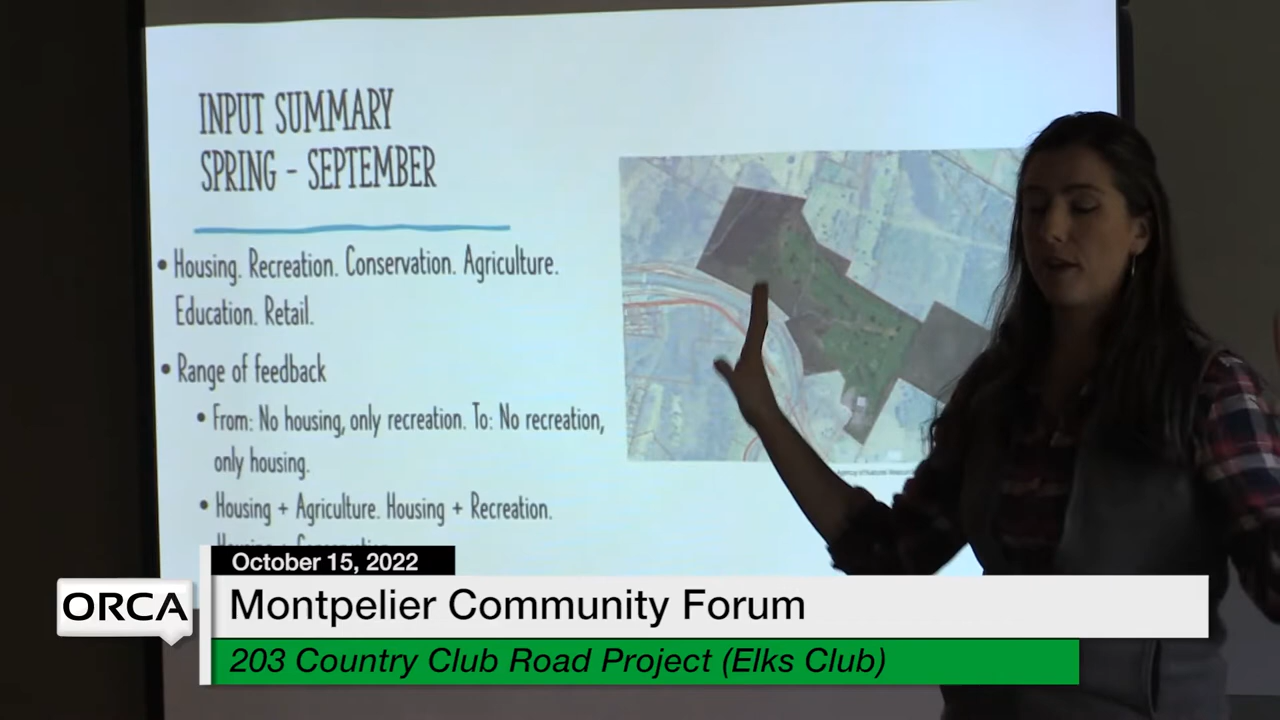 INPUT SUMMARY
SPRING - SEPTEMBER
• Housing. Recreation. Conservation. Agriculture.
Education. Retail.
• Range of feedback
• From: No housing, only recreation. To: No recreation,
only housing.
• Housing + Agriculture. Housing + Recreation.
October 15, 2022
ORCA
Montpelier Community Forum
203 Country Club Road Project (Elks Club)